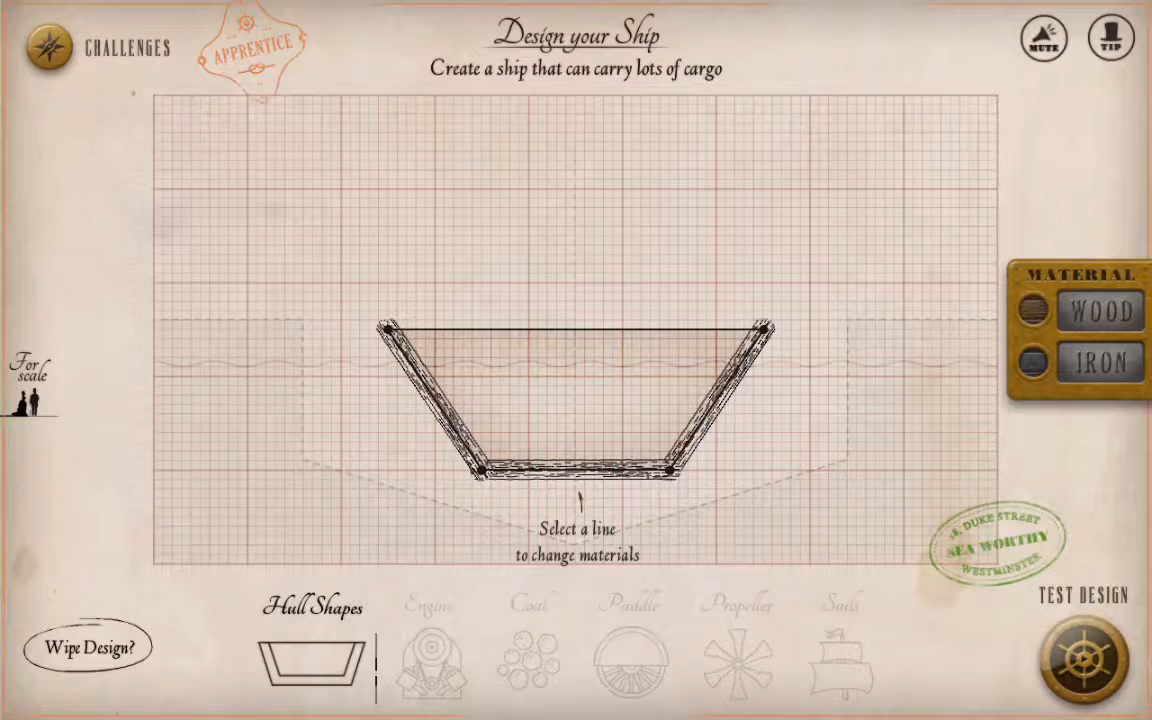 CHALLENGES
APPRENTICE
Design your Ship
Create a ship that can carry lots of cargo
MUTE
TIP
MATERIAL
WOOD
IRON
For
scale
Select a line
to change materials
18, DUKE STREET
SEA WORTHY
WESTMINSTER
TEST DESIGN
Wipe Design?
Hull Shapes
Engine
Coal
Paddle
Propeller
Sails